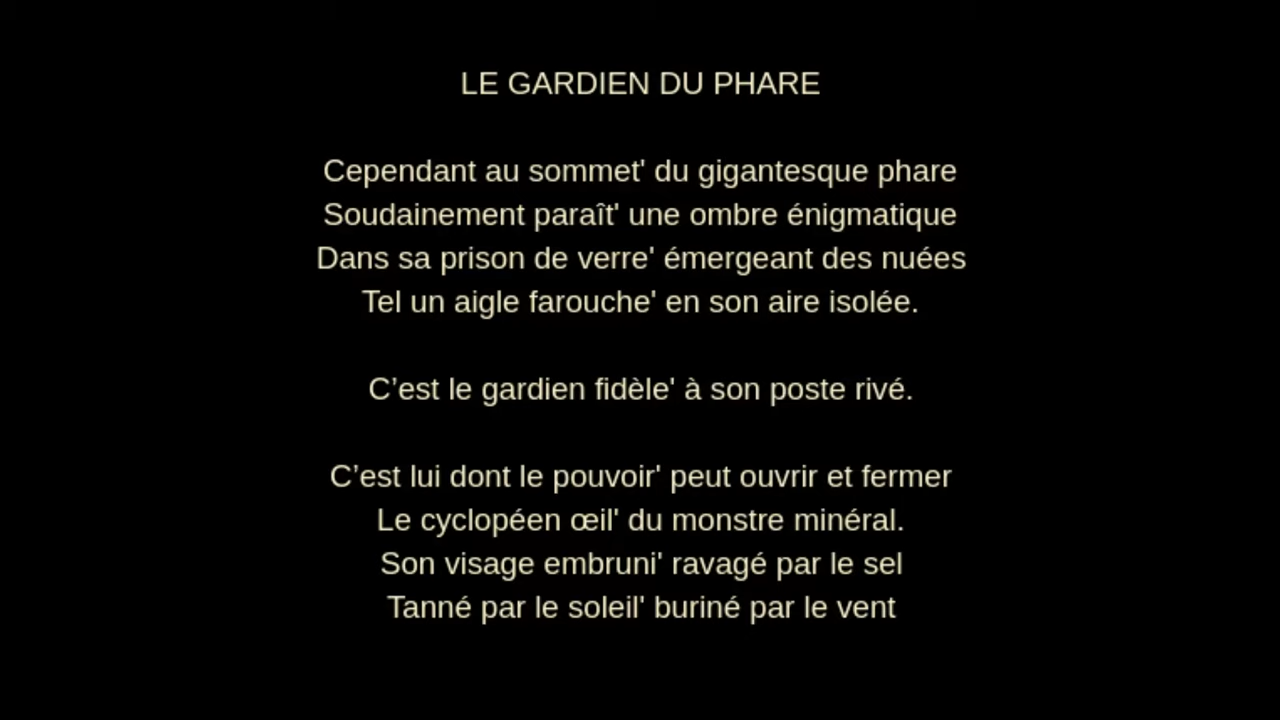 LE GARDIEN DU PHARE
Cependant au sommet' du gigantesque phare
Soudainement paraît' une ombre énigmatique
Dans sa prison de verre' émergeant des nuées
Tel un aigle farouche' en son aire isolée.
C’est le gardien fidèle' à son poste rivé.
C’est lui dont le pouvoir' peut ouvrir et fermer
Le cyclopéen œil' du monstre minéral.
Son visage embruni' ravagé par le sel
Tanné par le soleil' buriné par le vent